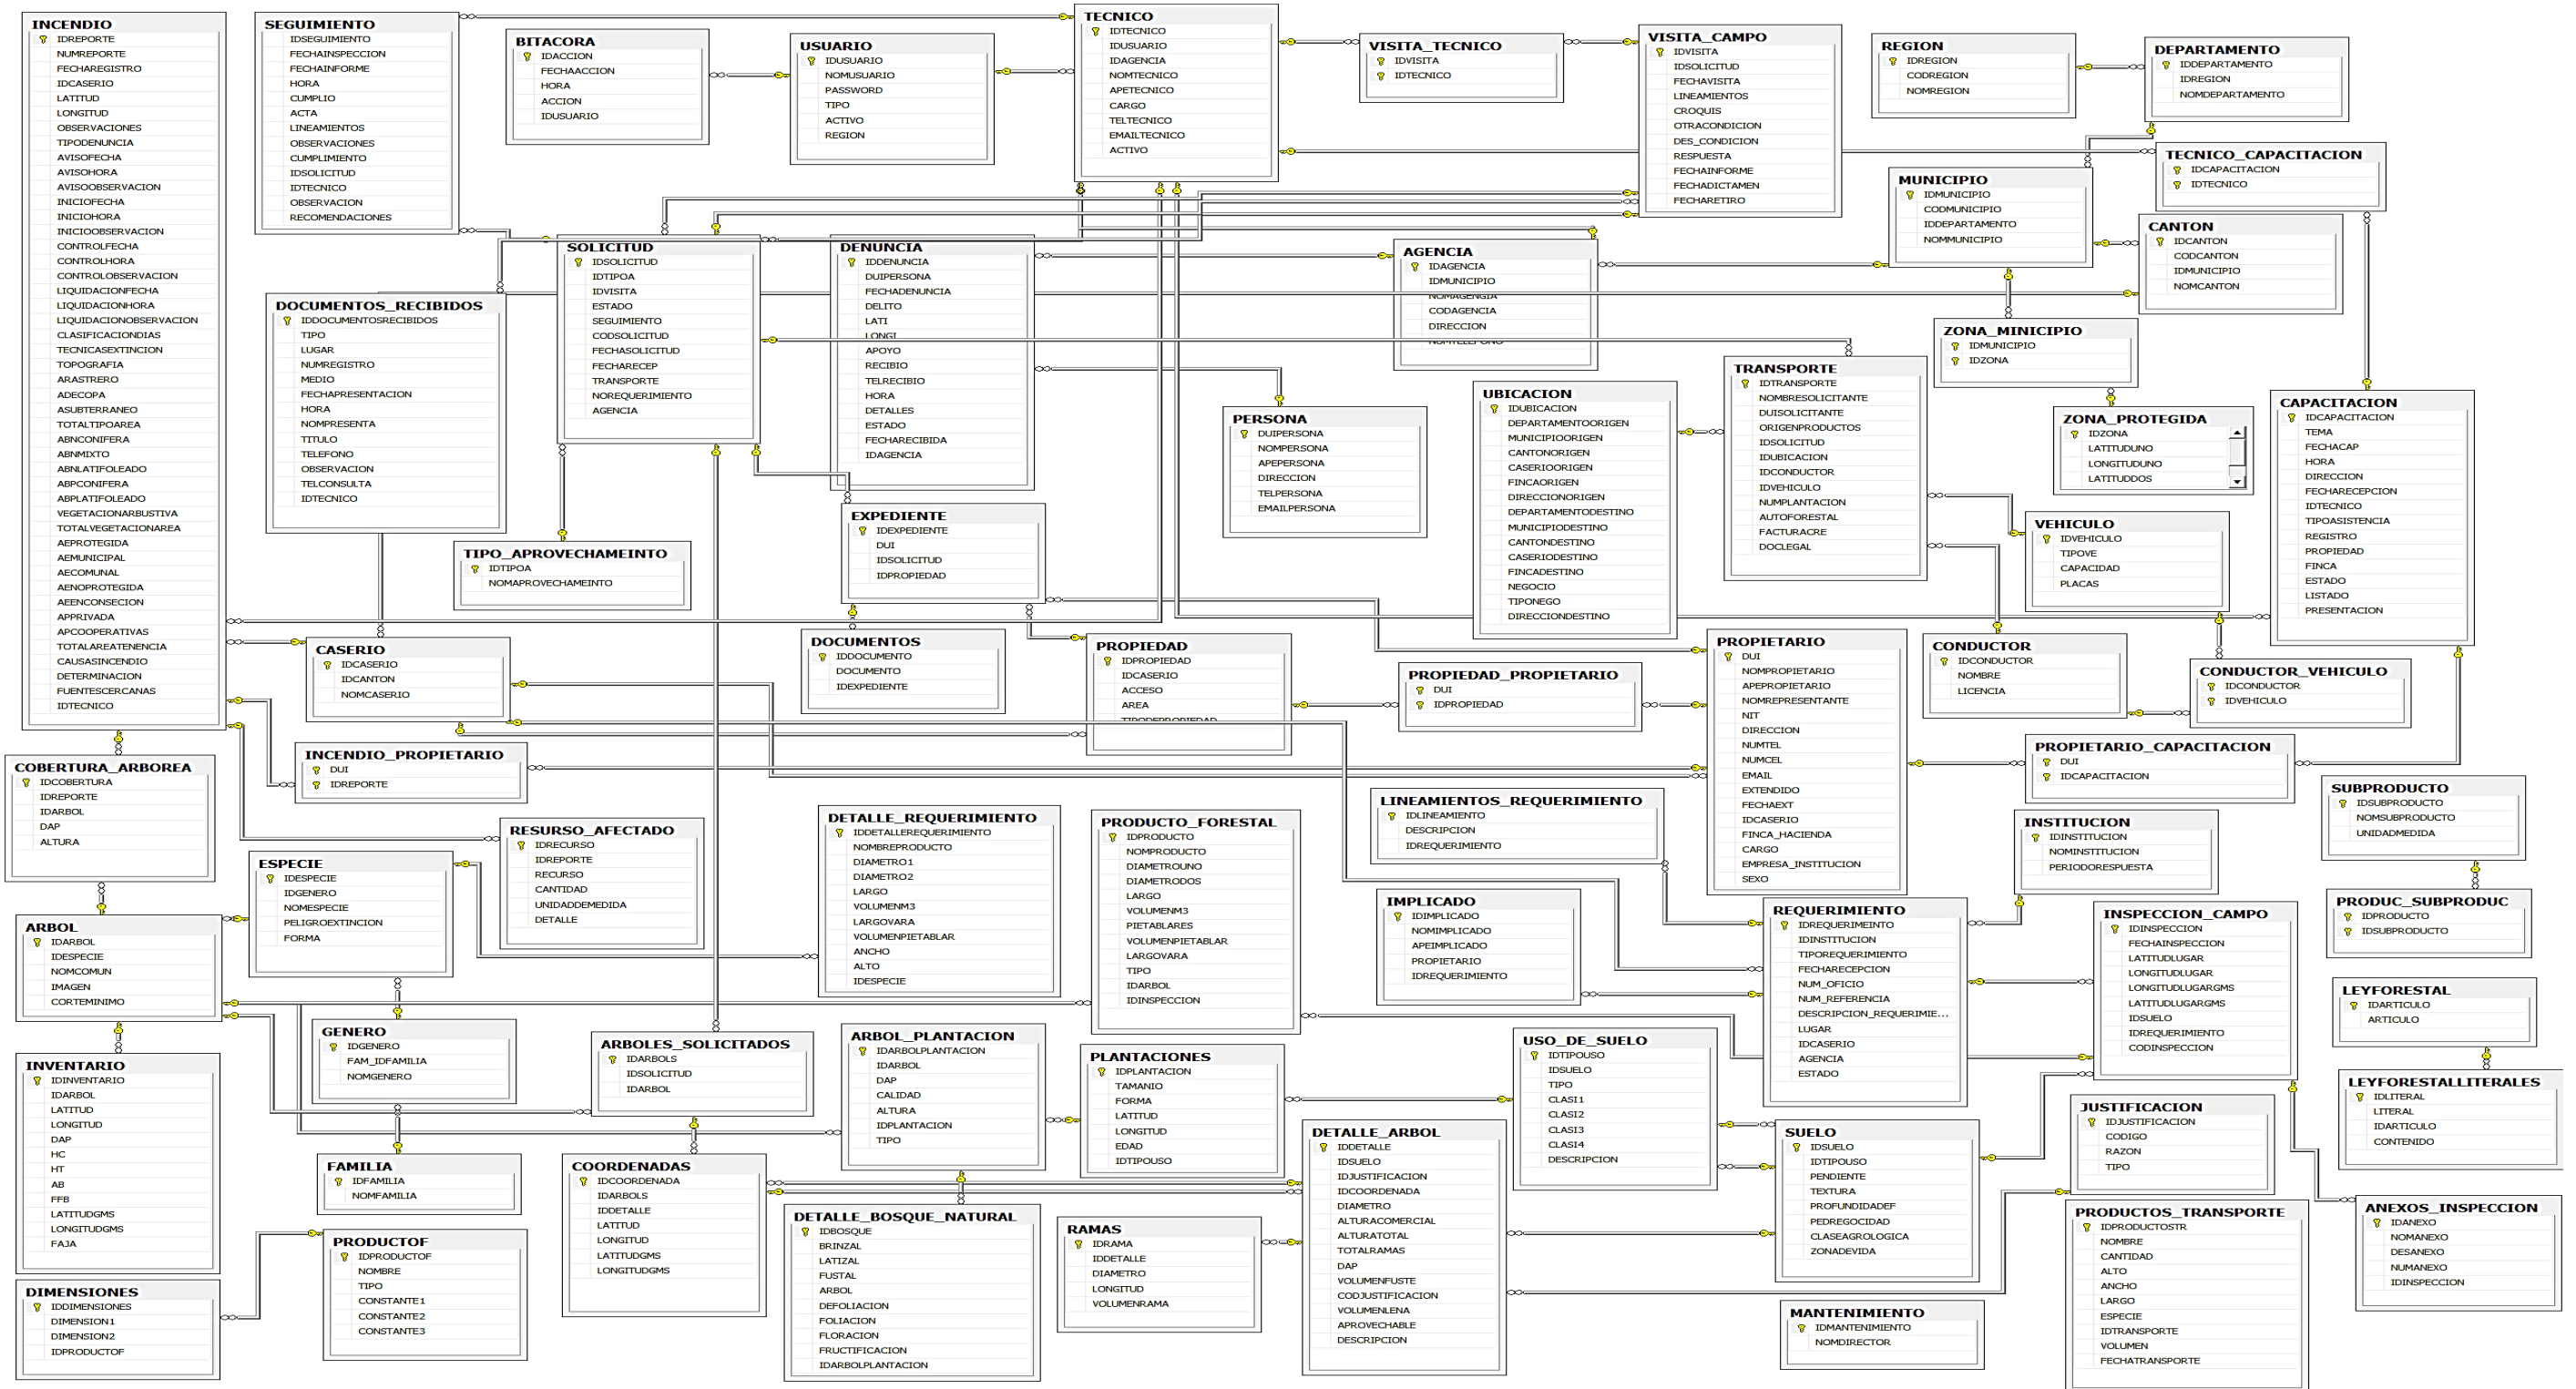 INCENDIO
IDREPORTE
NUMREPORTE
FECHAREGISTRO
IDCASERIO
LATITUD
LONGITUD
OBSERVACIONES
TIPODENUNCIA
AVISOFECHA
AVISOHORA
AVISOOBSERVACION
INICIOFECHA
INICIOHORA
INICIOOBSERVACION
CONTROLFECHA
CONTROLHORA
CONTROLOBSERVACION
LIQUIDACIONFECHA
LIQUIDACIONHORA
LIQUIDACIONOBSERVACION
CLASIFICACIONDIAS
TECNICASEXTINCION
TOPOGRAFIA
ARASTRERO
ADECOPA
ASUBTERRANEO
TOTALTIPOAREA
ABNCONIFERA
ABNMIXTO
ABNLATIFOLEADO
ABPCONIFERA
ABPLATIFOLEADO
VEGETACIONARBUSTIVA
TOTALVEGETACIONAREA
AEPROTEGIDA
AEMUNICIPAL
AECOMUNAL
AENOPROTEGIDA
AEENCONSECION
APPRIVADA
APCOOPERATIVAS
TOTALAREATENENCIA
CAUSASINCENDIO
DETERMINACION
FUENTESCERCANAS
IDTECNICO
SEGUIMIENTO
IDSEGUIMIENTO
FECHAINSPECCION
FECHAINFORME
HORA
CUMPLIO
ACTA
LINEAMIENTOS
OBSERVACIONES
CUMPLIMIENTO
IDSOLICITUD
IDTECNICO
OBSERVACION
RECOMENDACIONES
BITACORA
IDACCION
FECHAACCION
HORA
ACCION
IDUSUARIO
USUARIO
IDUSUARIO
NOMUSUARIO
PASSWORD
TIPO
ACTIVO
REGION
TECNICO
IDTECNICO
IDUSUARIO
IDAGENCIA
NOMTECNICO
APETECNICO
CARGO
TELTECNICO
EMAILTECNICO
ACTIVO
VISITA_TECNICO
IDVISITA
IDTECNICO
VISITA_CAMPO
IDVISITA
IDSOLICITUD
FECHAVISITA
LINEAMIENTOS
CROQUIS
OTRACONDICION
DES_CONDICION
RESPUESTA
FECHAINFORME
FECHADICTAMEN
FECHARETIRO
REGION
IDREGION
CODREGION
NOMREGION
DEPARTAMENTO
IDDEPARTAMENTO
IDREGION
NOMDEPARTAMENTO
TECNICO_CAPACITACION
IDCAPACITACION
IDTECNICO
MUNICIPIO
IDMUNICIPIO
CODMUNICIPIO
IDDEPARTAMENTO
NOMMUNICIPIO
CANTON
IDCANTON
CODCANTON
IDMUNICIPIO
NOMCANTON
DOCUMENTOS_RECIBIDOS
IDDOCUMENTOSRECIBIDOS
TIPO
LUGAR
NUMREGISTRO
MEDIO
FECHAPRESENTACION
HORA
NOMPRESENTA
TITULO
TELEFONO
OBSERVACION
TELCONSULTA
IDTECNICO
SOLICITUD
IDSOLICITUD
IDTIPOA
IDVISITA
ESTADO
SEGUIMIENTO
CODSOLICITUD
FECHASOLICITUD
FECHARECEP
TRANSPORTE
NOREQUERIMIENTO
AGENCIA
DENUNCIA
IDDENUNCIA
DUIPERSONA
FECHADENUNCIA
DELITO
LATI
LONGI
APOYO
RECIBIO
TELRECIBIO
HORA
DETALLES
ESTADO
FECHARECIBIDA
IDAGENCIA
AGENCIA
IDAGENCIA
IDMUNICIPIO
NOMAGENGIA
CODAGENCIA
DIRECCION
NUMTELEFONO
ZONA_MINICIPIO
IDMUNICIPIO
IDZONA
TRANSPORTE
IDTRANSPORTE
NOMBRESOLICITANTE
DUISOLICITANTE
ORIGENPRODUCTOS
IDSOLICITUD
IDUBICACION
IDCONDUCTOR
IDVEHICULO
NUMPLANTACION
AUTOFORESTAL
FACTURACRE
DOCLEGAL
UBICACION
IDUBICACION
DEPARTAMENTOORIGEN
MUNICIPIOORIGEN
CANTONORIGEN
CASERIOORIGEN
FINCAORIGEN
DIRECCIONORIGEN
DEPARTAMENTODESTINO
MUNICIPIODESTINO
CANTONDESTINO
CASERIODESTINO
FINCADESTINO
NEGOCIO
TIPONEGO
DIRECCIONDESTINO
PERSONA
DUIPERSONA
NOMPERSONA
APEPERSONA
DIRECCION
TELPERSONA
EMAILPERSONA
ZONA_PROTEGIDA
IDZONA
LATITUDUNO
LONGITUDUNO
LATITUDDOS
CAPACITACION
IDCAPACITACION
TEMA
FECHACAP
HORA
DIRECCION
FECHARECEPCION
IDTECNICO
TIPOASISTENCIA
REGISTRO
PROPIEDAD
FINCA
ESTADO
LISTADO
PRESENTACION
EXPEDIENTE
IDEXPEDIENTE
DUI
IDSOLICITUD
IDPROPIEDAD
VEHICULO
IDVEHICULO
TIPOVE
CAPACIDAD
PLACAS
TIPO_APROVECHAMEINTO
IDTIPOA
NOMAPROVECHAMEINTO
CASERIO
IDCASERIO
IDCANTON
NOMCASERIO
DOCUMENTOS
IDDOCUMENTO
DOCUMENTO
IDEXPEDIENTE
PROPIEDAD
IDPROPIEDAD
IDCASERIO
ACCESO
AREA
TIPODEPROPIEDAD
PROPIEDAD_PROPIETARIO
DUI
IDPROPIEDAD
PROPIETARIO
DUI
NOMPROPIETARIO
APEPROPIETARIO
NOMREPRESENTANTE
NIT
DIRECCION
NUMTEL
NUMCEL
EMAIL
EXTENDIDO
FECHAEXT
IDCASERIO
FINCA_HACIENDA
CARGO
EMPRESA_INSTITUCION
SEXO
CONDUCTOR
IDCONDUCTOR
NOMBRE
LICENCIA
CONDUCTOR_VEHICULO
IDCONDUCTOR
IDVEHICULO
INCENDIO_PROPIETARIO
DUI
IDREPORTE
PROPIETARIO_CAPACITACION
DUI
IDCAPACITACION
COBERTURA_ARBOREA
IDCOBERTURA
IDREPORTE
IDARBOL
DAP
ALTURA
RESURSO_AFECTADO
IDRECURSO
IDREPORTE
RECURSO
CANTIDAD
UNIDADDEMEDIDA
DETALLE
DETALLE_REQUERIMIENTO
IDDETALLEREQUERIMIENTO
NOMBREPRODUCTO
DIAMETRO1
DIAMETRO2
LARGO
VOLUMENM3
LARGOVARA
VOLUMENPIETABLAR
ANCHO
ALTO
IDESPECIE
PRODUCTO_FORESTAL
IDPRODUCTO
NOMPRODUCTO
DIAMETROUNO
DIAMETRODOS
LARGO
VOLUMENM3
PIETABLARES
VOLUMENPIETABLAR
LARGOVARA
TIPO
IDARBOL
IDINSPECCION
LINEAMIENTOS_REQUERIMIENTO
IDLINEAMIENTO
DESCRIPCION
IDREQUERIMIENTO
INSTITUCION
IDINSTITUCION
NOMINSTITUCION
PERIODORESPUESTA
SUBPRODUCTO
IDSUBPRODUCTO
NOMSUBPRODUCTO
UNIDADMEDIDA
ESPECIE
IDESPECIE
IDGENERO
NOMESPECIE
PELIGROEXTINCION
FORMA
IMPLICADO
IDIMPLICADO
NOMIMPLICADO
APEIMPLICADO
PROPIETARIO
IDREQUERIMIENTO
REQUERIMIENTO
IDREQUERIMEINTO
IDINSTITUCION
TIPOREQUERIMIENTO
FECHARECEPCION
NUM_OFICIO
NUM_REFERENCIA
DESCRIPCION_REQUERIMIE...
LUGAR
IDCASERIO
AGENCIA
ESTADO
INSPECCION_CAMPO
IDINSPECCION
FECHAINSPECCION
LATITUDLUGAR
LONGITUDLUGAR
LONGITUDLUGARGMS
LATITUDLUGARGMS
IDSUELO
IDREQUERIMIENTO
CODINSPECCION
PRODUC_SUBPRODUC
IDPRODUCTO
IDSUBPRODUCTO
ARBOL
IDARBOL
IDESPECIE
NOMCOMUN
IMAGEN
CORTEMINIMO
LEYFORESTAL
IDARTICULO
ARTICULO
GENERO
IDGENERO
FAM_IDFAMILIA
NOMGENERO
ARBOLES_SOLICITADOS
IDARBOLS
IDSOLICITUD
IDARBOL
ARBOL_PLANTACION
IDARBOLPLANTACION
IDARBOL
DAP
CALIDAD
ALTURA
IDPLANTACION
TIPO
PLANTACIONES
IDPLANTACION
TAMANIO
FORMA
LATITUD
LONGITUD
EDAD
IDTIPOUSO
USO_DE_SUELO
IDTIPOUSO
IDSUELO
TIPO
CLASI1
CLASI2
CLASI3
CLASI4
DESCRIPCION
INVENTARIO
IDINVENTARIO
IDARBOL
LATITUD
LONGITUD
DAP
HC
HT
AB
FFB
LATITUDGMS
LONGITUDGMS
FAJA
LEYFORESTALLITERALES
IDLITERAL
LITERAL
IDARTICULO
CONTENIDO
JUSTIFICACION
IDJUSTIFICACION
CODIGO
RAZON
TIPO
DETALLE_ARBOL
IDDETALLE
IDSUELO
IDJUSTIFICACION
IDCOORDENADA
DIAMETRO
ALTURACOMERCIAL
ALTURATOTAL
TOTALRAMAS
DAP
VOLUMENFUSTE
CODJUSTIFICACION
VOLUMENLENA
APROVECHABLE
DESCRIPCION
SUELO
IDSUELO
IDTIPOUSO
PENDIENTE
TEXTURA
PROFUNDIDADEF
PEDREGOCIDAD
CLASEAGROLOGICA
ZONADEVIDA
FAMILIA
IDFAMILIA
NOMFAMILIA
COORDENADAS
IDCOORDENADA
IDARBOLS
IDDETALLE
LATITUD
LONGITUD
LATITUDGMS
LONGITUDGMS
DETALLE_BOSQUE_NATURAL
IDBOSQUE
BRINZAL
LATIZAL
FUSTAL
ARBOL
DEFOLIACION
FOLIACION
FLORACION
FRUCTIFICACION
IDARBOLPLANTACION
RAMAS
IDRAMA
IDDETALLE
DIAMETRO
LONGITUD
VOLUMENRAMA
PRODUCTOS_TRANSPORTE
IDPRODUCTOSTR
NOMBRE
CANTIDAD
ALTO
ANCHO
LARGO
ESPECIE
IDTRANSPORTE
VOLUMEN
FECHATRANSPORTE
ANEXOS_INSPECCION
IDANEXO
NOMANEXO
DESANEXO
NUMANEXO
IDINSPECCION
PRODUCTOF
IDPRODUCTOF
NOMBRE
TIPO
CONSTANTE1
CONSTANTE2
CONSTANTE3
DIMENSIONES
IDDIMENSIONES
DIMENSION1
DIMENSION2
IDPRODUCTOF
MANTENIMIENTO
IDMANTENIMIENTO
NOMDIRECTOR